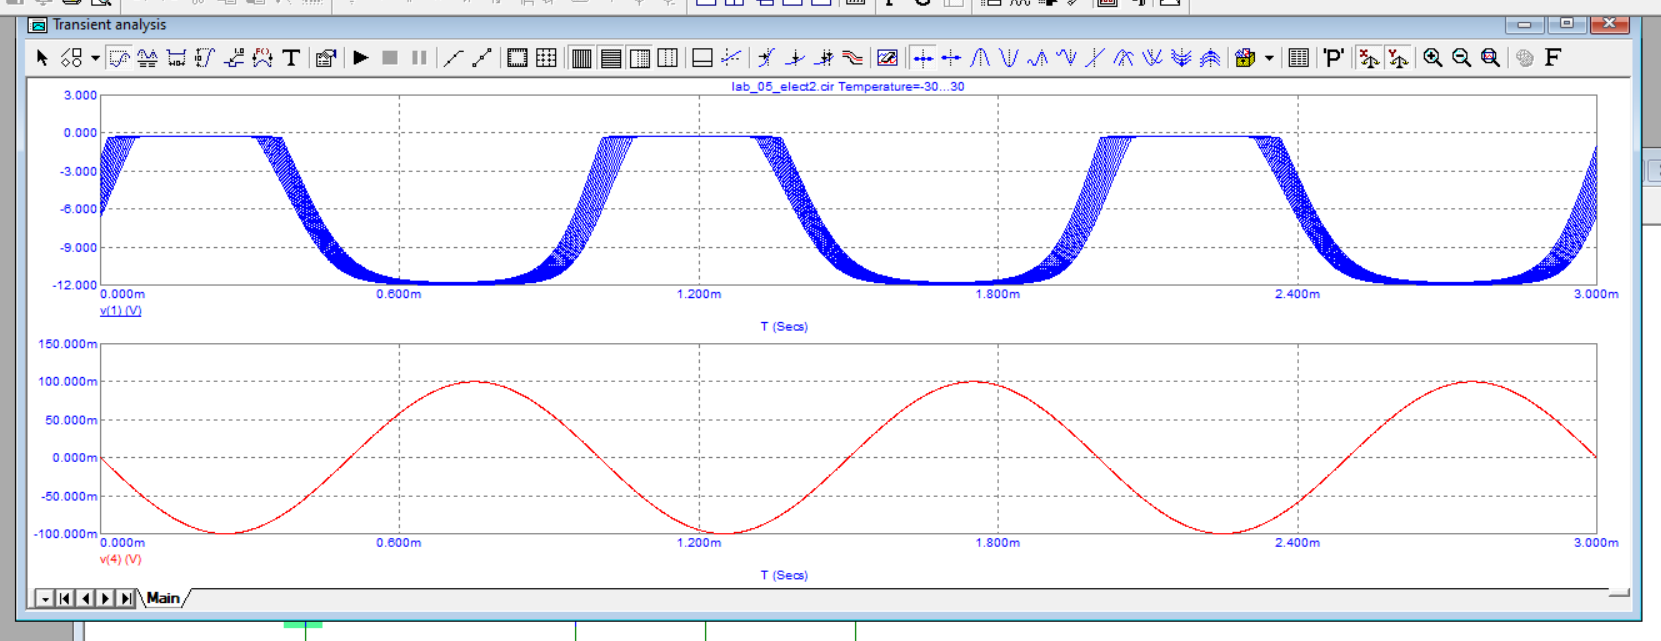 Transient analysis
T
F(x)
'P'
X
Y
F
lab_05_elect2.cir Temperature=-30...30
3.000
0.000
-3.000
-6.000
-9.000
-12.000
0.000m 0.600m 1.200m 1.800m 2.400m 3.000m
v(1) (V)
T (Secs)
150.000m
100.000m
50.000m
0.000m
-50.000m
-100.000m
0.000m 0.600m 1.200m 1.800m 2.400m 3.000m
v(4) (V)
T (Secs)
Main